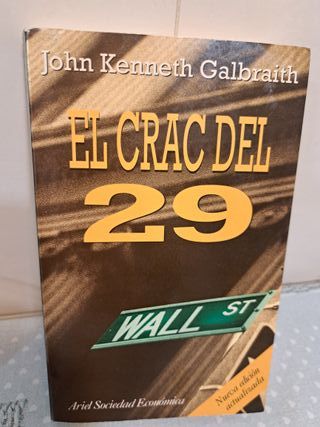 John Kenneth Galbraith
EL CRAC DEL
29
WALL ST
Nueva edición
actualizada
Ariel Sociedad Económica